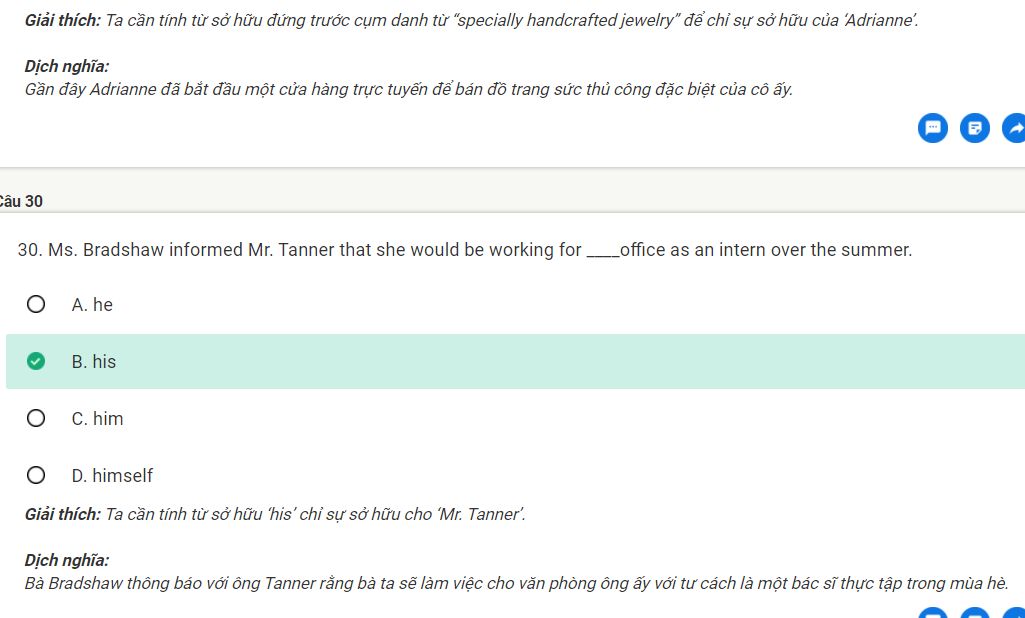 Giải thích: Ta cần tính từ sở hữu đứng trước cụm danh từ “specially handcrafted jewelry” để chỉ sự sở hữu của ‘Adrianne’.
Dịch nghĩa:
Gần đây Adrianne đã bắt đầu một cửa hàng trực tuyến để bán đồ trang sức thủ công đặc biệt của cô ấy.
Câu 30
30. Ms. Bradshaw informed Mr. Tanner that she would be working for ____office as an intern over the summer.
A. he
B. his
C. him
D. himself
Giải thích: Ta cần tính từ sở hữu ‘his’ chỉ sự sở hữu cho ‘Mr. Tanner’.
Dịch nghĩa:
Bà Bradshaw thông báo với ông Tanner rằng bà ta sẽ làm việc cho văn phòng ông ấy với tư cách là một bác sĩ thực tập trong mùa hè.